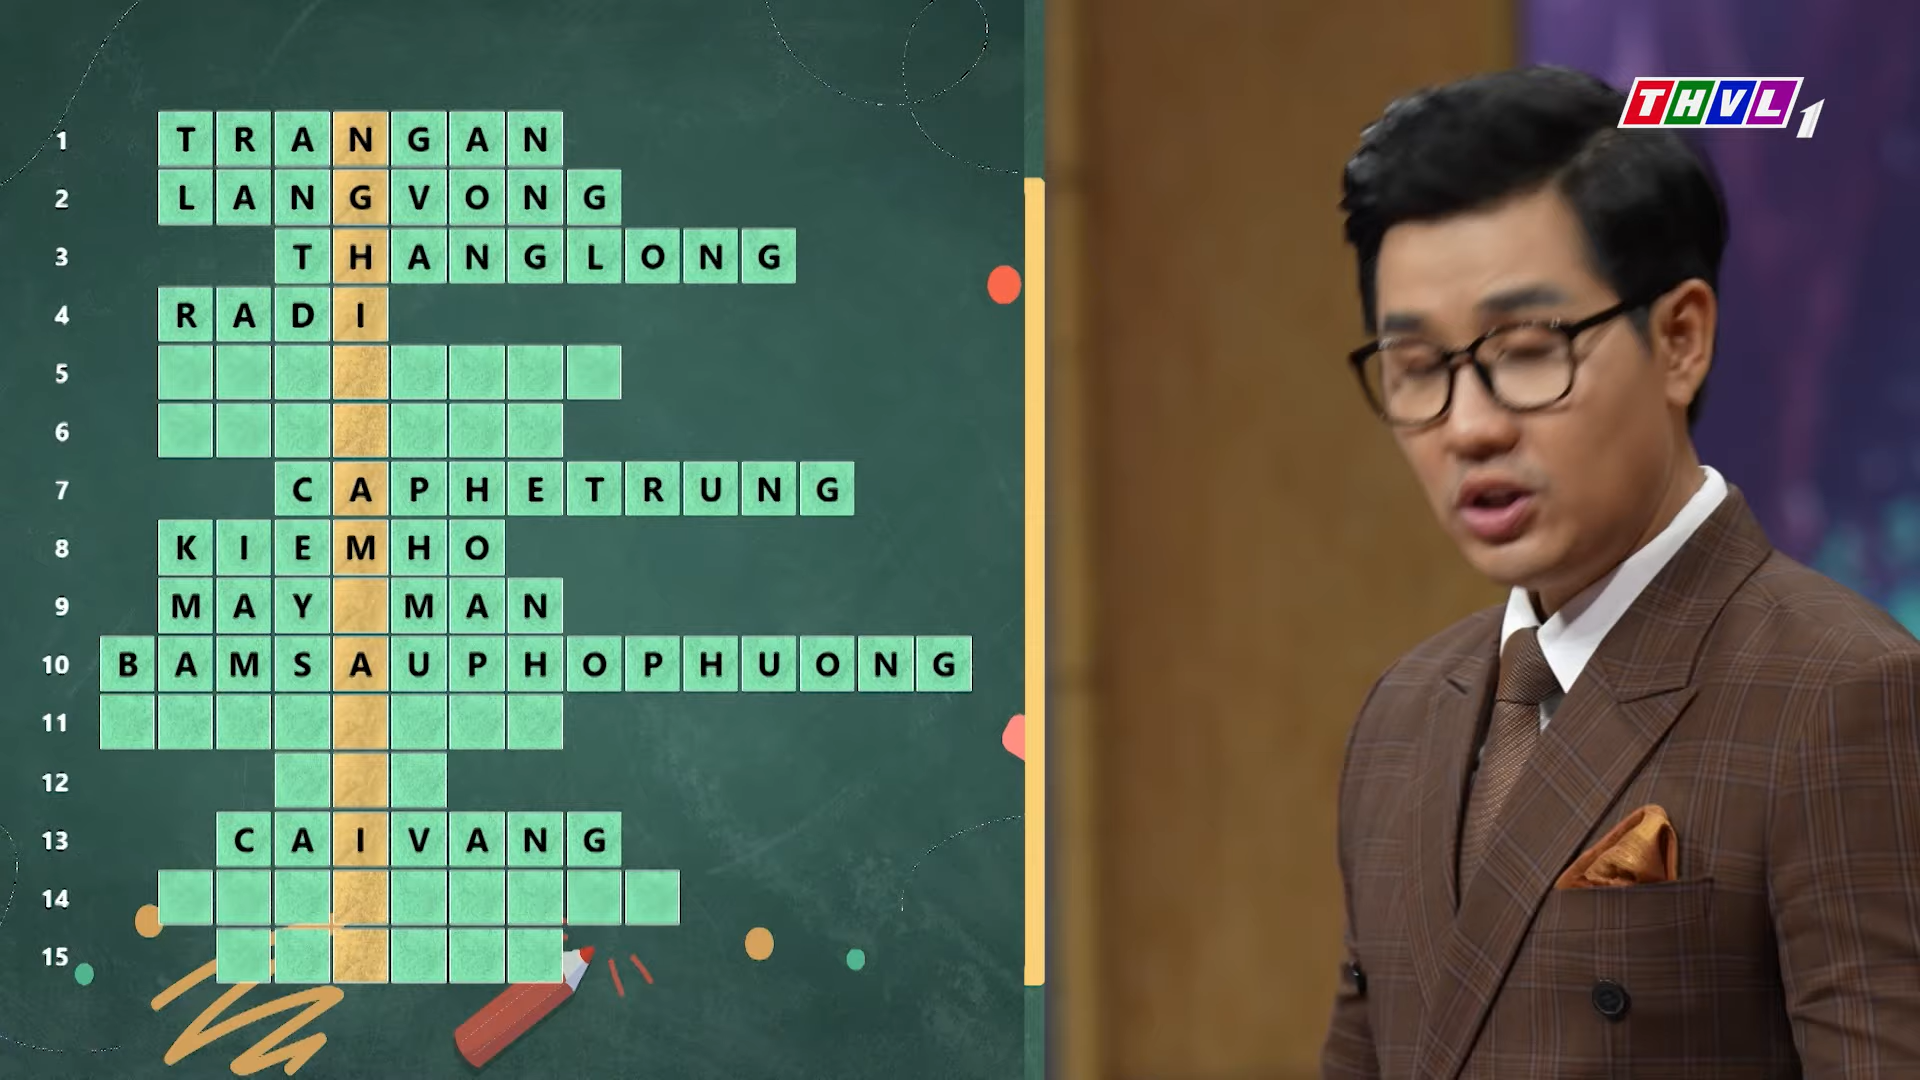 THVL1
1 TRANGAN
2 LANGVONG
3 THANGLONG
4 RADI
5
6
7 CAPHETRUNG
8 KIEMHO
9 MAY MAN
10 BAMSAUPHOPHUONG
11
12
13 CAIVANG
14
15